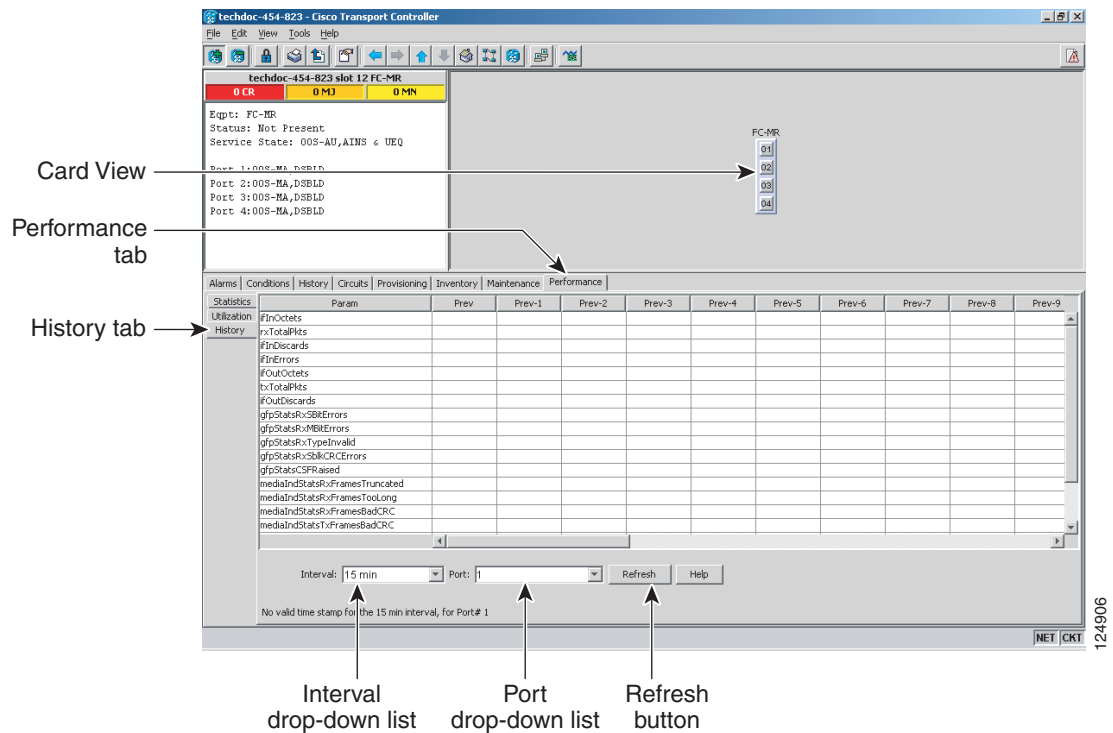 techdoc-454-823 - Cisco Transport Controller
File Edit View Tools Help
techdoc-454-823 slot 12 FC-MR
0 CR 0 MJ 0 MN
Eqpt: FC-MR
Status: Not Present
Service State: OOS-AU,AINS & UEQ
Port 1:OOS-MA,DSBLD
Port 2:OOS-MA,DSBLD
Port 3:OOS-MA,DSBLD
Port 4:OOS-MA,DSBLD
FC-MR
01
02
03
04
Card View
Performance
tab
History tab
Alarms Conditions History Circuits Provisioning Inventory Maintenance Performance
Statistics
Utilization
History
Param Prev Prev-1 Prev-2 Prev-3 Prev-4 Prev-5 Prev-6 Prev-7 Prev-8 Prev-9
ifInOctets
rxTotalPkts
ifInDiscards
ifInErrors
ifOutOctets
txTotalPkts
ifOutDiscards
gfpStatsRxSBitErrors
gfpStatsRxMBitErrors
gfpStatsRxTypeInvalid
gfpStatsRxSblkCRCErrors
gfpStatsCSFRaised
mediaIndStatsRxFramesTruncated
mediaIndStatsRxFramesTooLong
mediaIndStatsRxFramesBadCRC
mediaIndStatsTxFramesBadCRC
Interval: 15 min Port: 1 Refresh Help
No valid time stamp for the 15 min interval, for Port# 1
NET CKT
124906
Interval
drop-down list
Port
drop-down list
Refresh
button